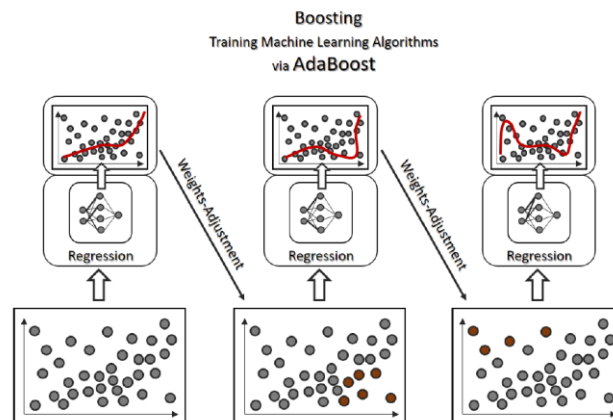 Boosting
Training Machine Learning Algorithms
via AdaBoost
Weights-Adjustment
Weights-Adjustment
Regression
Regression
Regression